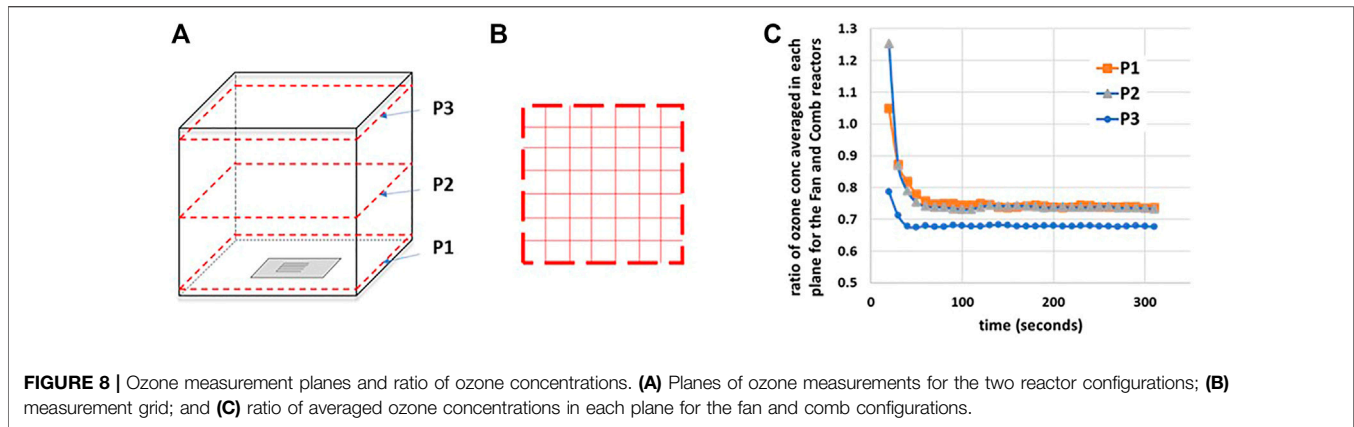 A
P3
P2
P1
B
C
ratio of ozone conc averaged in each
plane for the Fan and Comb reactors
1.3
1.2
1.1
1.0
0.9
0.8
0.7
0.6
0.5
0
100
200
300
time (seconds)
P1
P2
P3
FIGURE 8 | Ozone measurement planes and ratio of ozone concentrations. (A) Planes of ozone measurements for the two reactor configurations; (B)
measurement grid; and (C) ratio of averaged ozone concentrations in each plane for the fan and comb configurations.